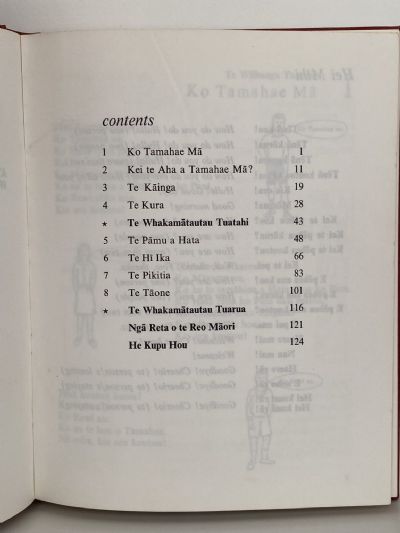 contents
1 Ko Tamahae Mā 1
2 Kei te Aha a Tamahae Mā? 11
3 Te Kāinga 19
4 Te Kura 28
* Te Whakamātautau Tuatahi 43
5 Te Pāmu a Hata 48
6 Te Hī Ika 66
7 Te Pikitia 83
8 Te Tāone 101
* Te Whakamātautau Tuarua 116
Ngā Reta o te Reo Māori 121
He Kupu Hou 124